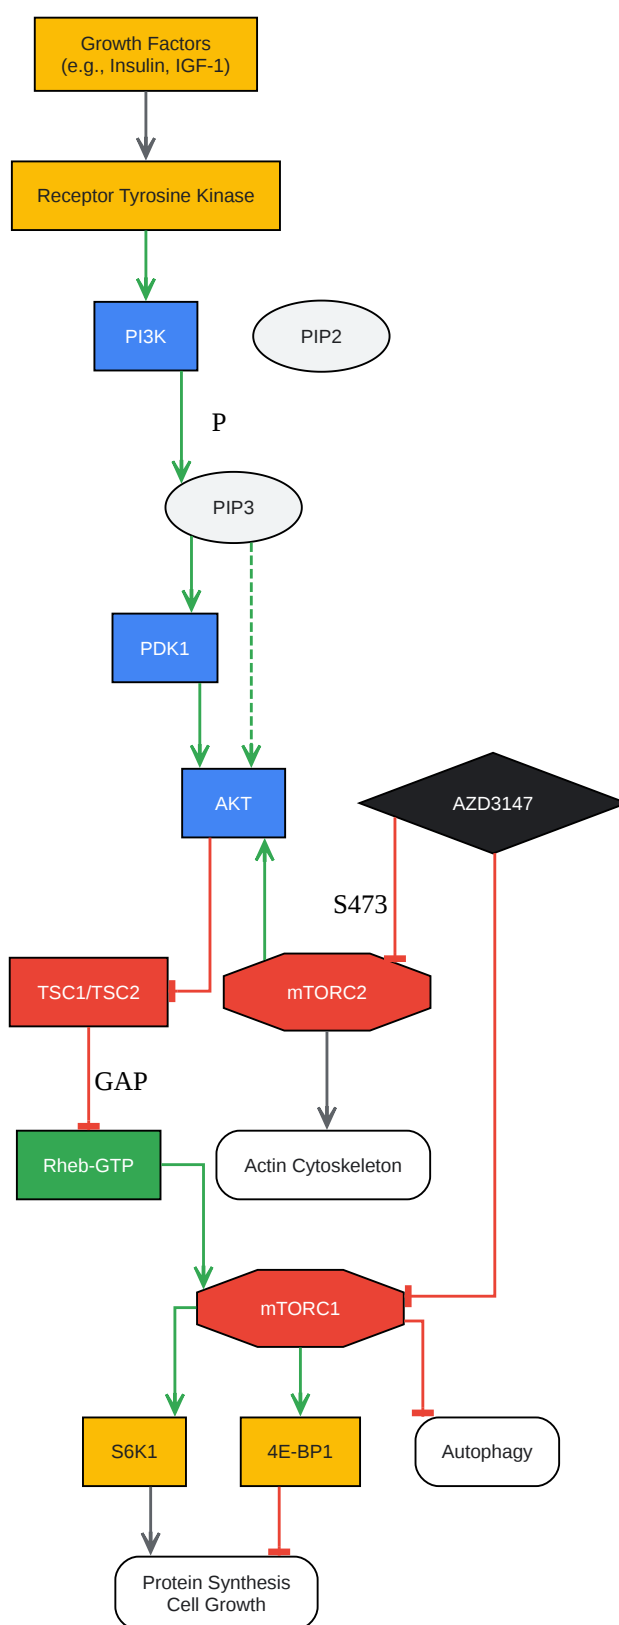 Growth Factors
(e.g., Insulin, IGF-1)
Receptor Tyrosine Kinase
PI3K
PIP2
P
PIP3
PDK1
AKT
AZD3147
S473
TSC1/TSC2
mTORC2
GAP
Rheb-GTP
Actin Cytoskeleton
mTORC1
S6K1
4E-BP1
Autophagy
Protein Synthesis
Cell Growth